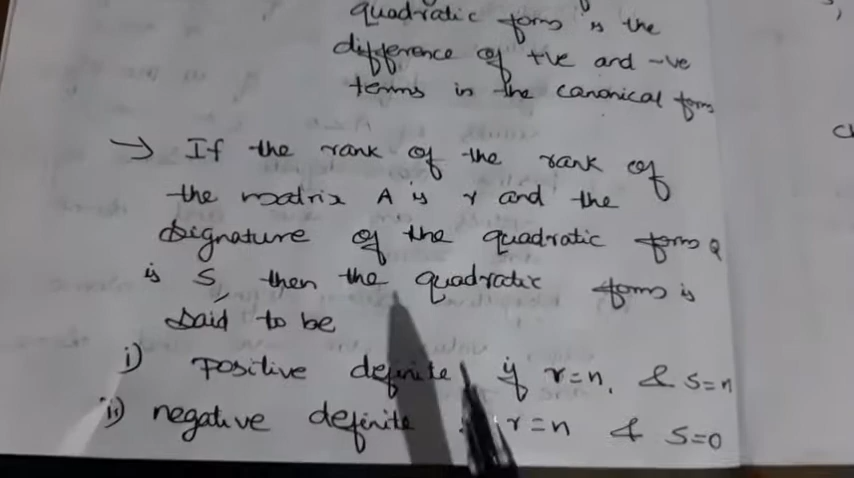 quadratic form is the
difference of +ve and -ve
terms in the canonical form
→ If the rank of the rank of
the matrix A is r and the
signature of the quadratic form Q
is S, then the quadratic form is
said to be
i) positive definite if r=n, & s=n
ii) negative definite r=n & s=0